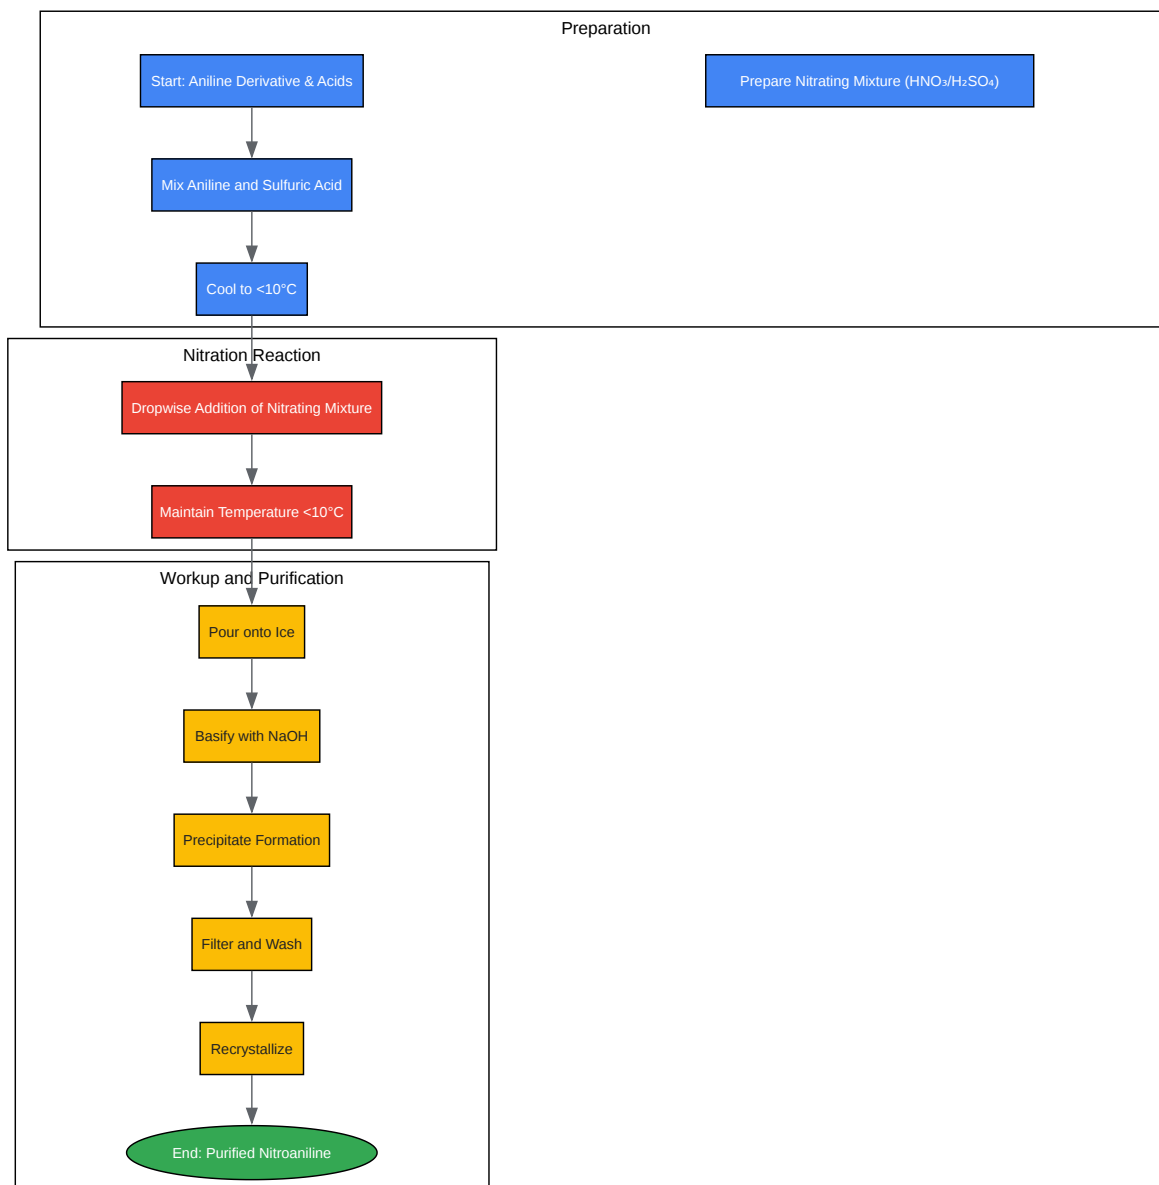 Preparation
Start: Aniline Derivative & Acids
Prepare Nitrating Mixture (HNO₃/H₂SO₄)
Mix Aniline and Sulfuric Acid
Cool to <10°C
Nitration Reaction
Dropwise Addition of Nitrating Mixture
Maintain Temperature <10°C
Workup and Purification
Pour onto Ice
Basify with NaOH
Precipitate Formation
Filter and Wash
Recrystallize
End: Purified Nitroaniline